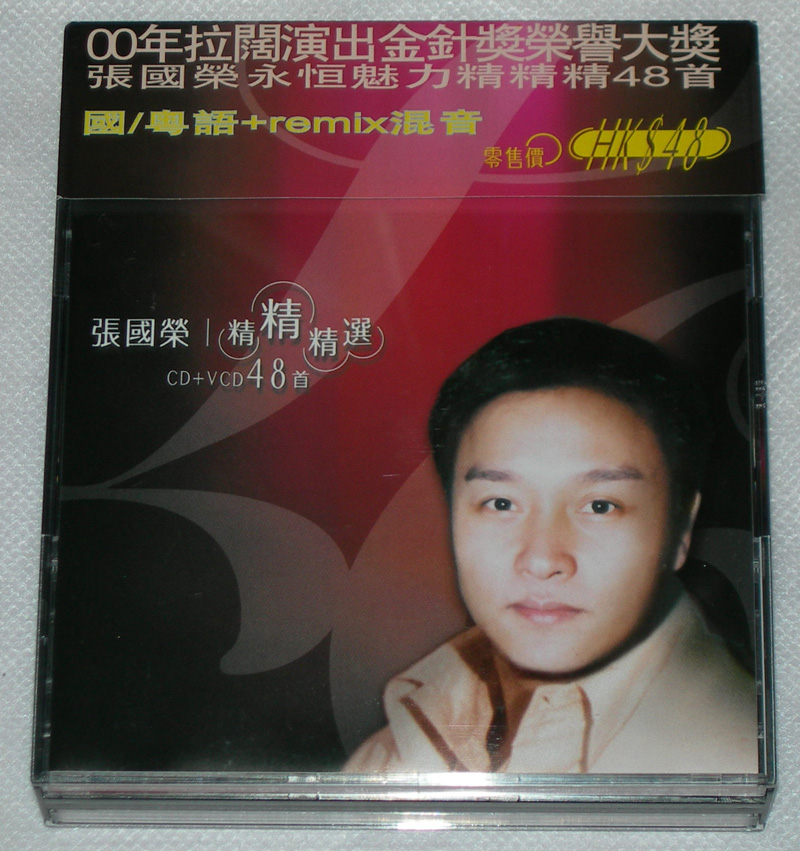 00年拉闊演出金針獎榮譽大獎
張國榮永恒魅力精精精48首
國/粵語+remix混音
零售價 HK$48
張國榮|精精精選
CD+VCD48首